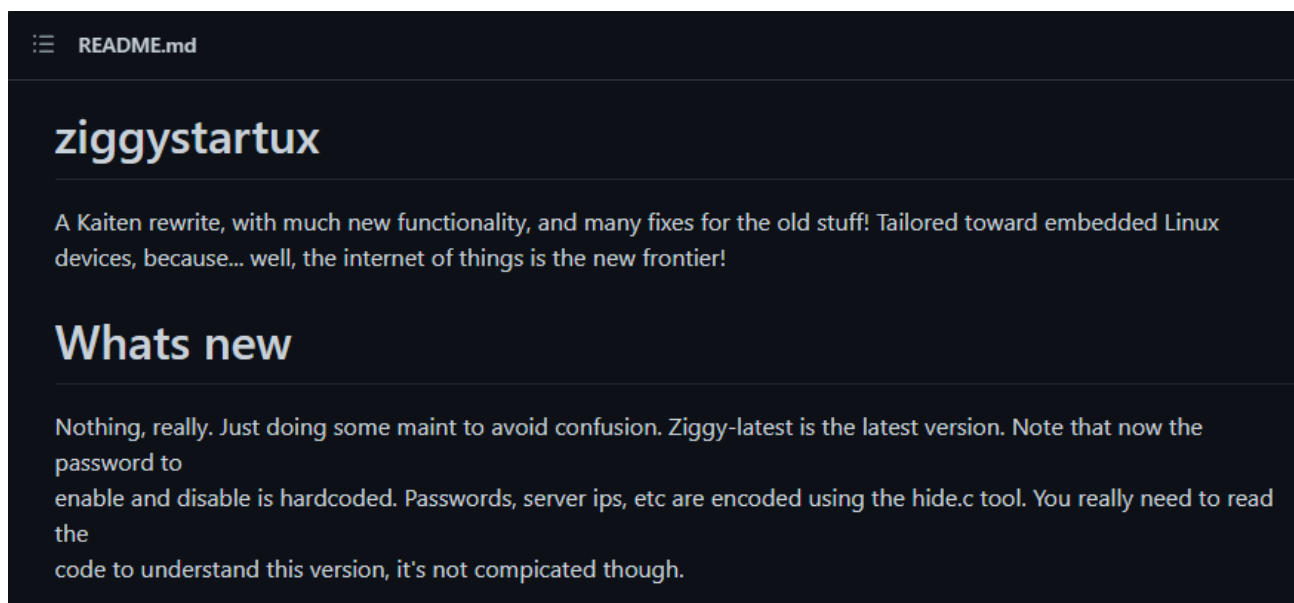 README.md
ziggystartux
A Kaiten rewrite, with much new functionality, and many fixes for the old stuff! Tailored toward embedded Linux
devices, because... well, the internet of things is the new frontier!
Whats new
Nothing, really. Just doing some maint to avoid confusion. Ziggy-latest is the latest version. Note that now the
password to
enable and disable is hardcoded. Passwords, server ips, etc are encoded using the hide.c tool. You really need to read
the
code to understand this version, it's not compicated though.